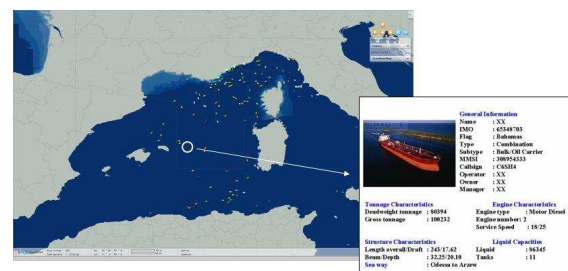 General Information
Name : XX
IMO : 65348703
Flag : Bahamas
Type : Combination
Subtype : Bulk/Oil Carrier
MMSI : 308954333
Callsign : C6SH4
Operator : XX
Owner : XX
Manager : XX
Tonnage Characteristics
Deadweight tonnage : 80394
Gross tonnage : 100232
Engine Characteristics
Engine type : Motor Diesel
Engine number: 2
Service Speed : 18/25
Structure Characteristics
Length overall/Draft : 243/17.62
Beam/Depth : 32.25/20.10
Sea way : Odessa to Arzew
Liquid Capacities
Liquid : 86345
Tanks : 11